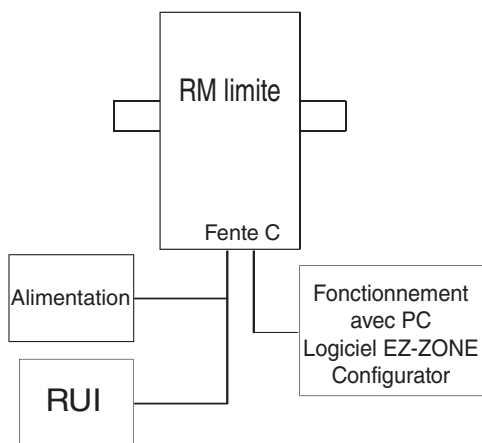 RM limite
Fente C
Alimentation
Fonctionnement
avec PC
Logiciel EZ-ZONE
Configurator
RUI